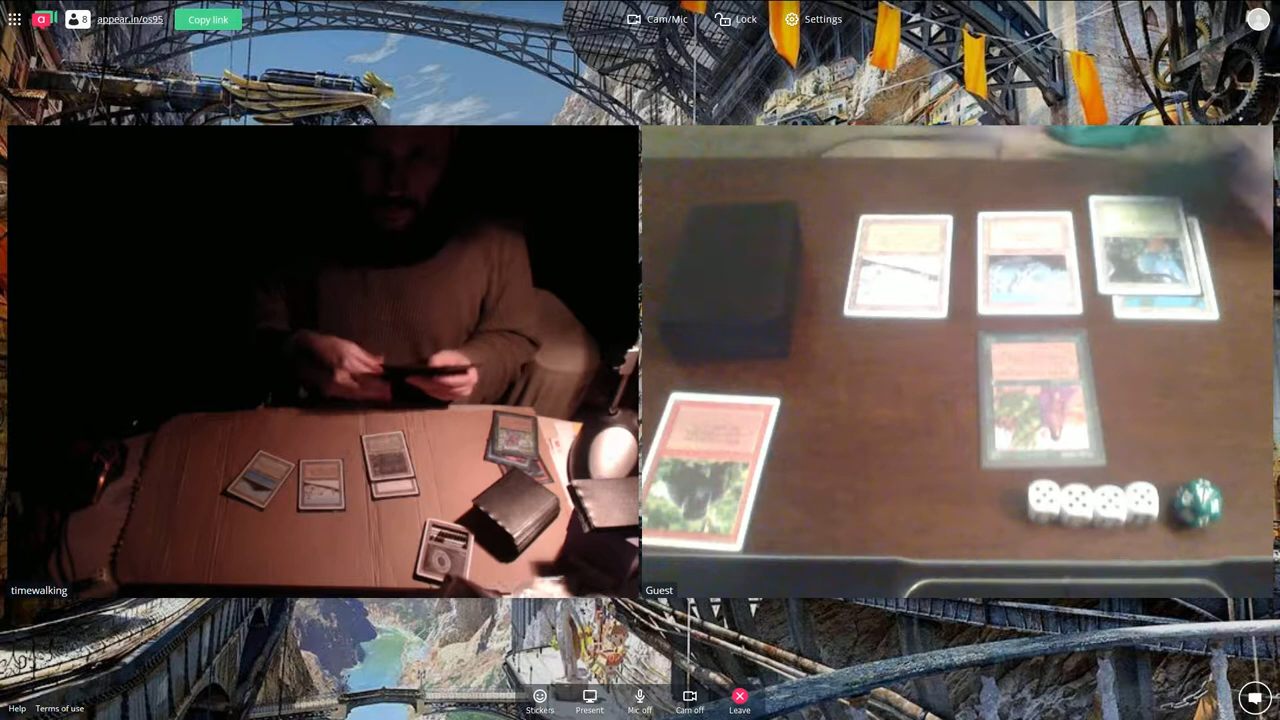 8 appear.in/os95 Copy link Cam/Mic Lock Settings
timewalking
Guest
Help Terms of use Stickers Present Mic off Cam off Leave